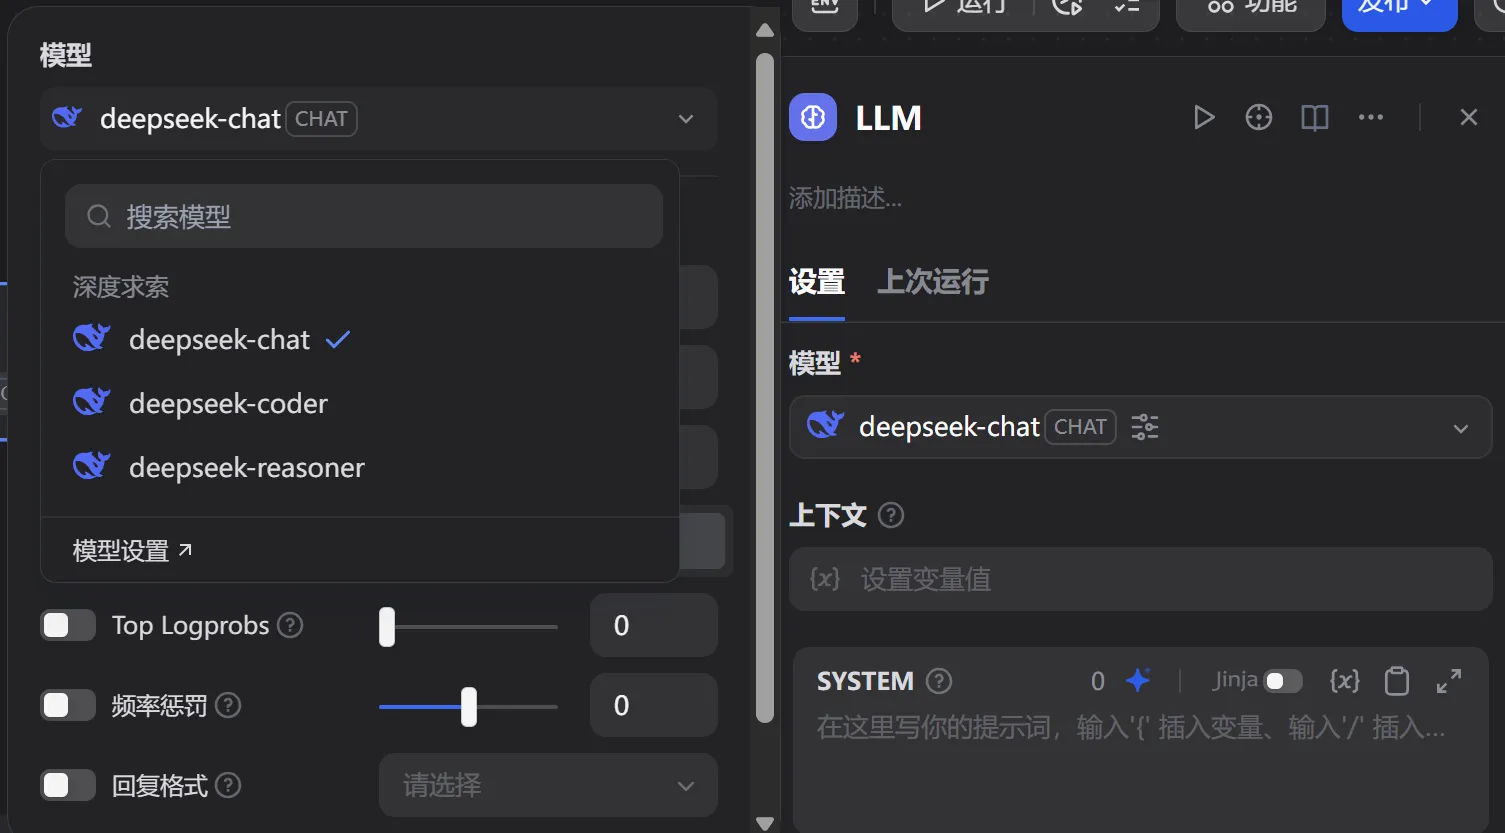 模型
deepseek-chat CHAT
搜索模型
深度求索
deepseek-chat
deepseek-coder
deepseek-reasoner
模型设置
Top Logprobs 0
频率惩罚 0
回复格式 请选择
ENV 运行 功能 发布
LLM
添加描述...
设置 上次运行
模型 *
deepseek-chat CHAT
上下文
{x} 设置变量值
SYSTEM 0 Jinja {x}
在这里写你的提示词，输入'{' 插入变量、输入'/' 插入...